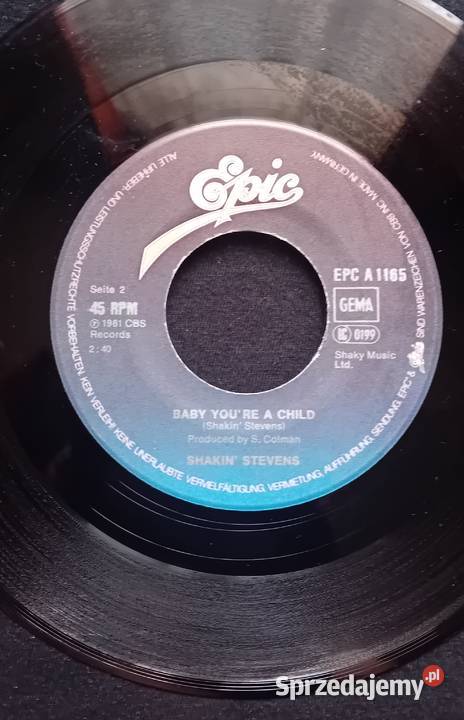 Epic
Seite 2
45 RPM
℗ 1981 CBS
Records
2:40
EPC A 1165
GEMA
LC 0199
Shaky Music
Ltd.
BABY YOU'RE A CHILD
(Shakin' Stevens)
Produced by S. Colman
SHAKIN' STEVENS
ALLE URHEBER- UND LEISTUNGSSCHUTZRECHTE VORBEHALTEN. KEIN VERLEIH! KEINE UNERLAUBTE VERVIELFÄLTIGUNG, VERMIETUNG, AUFFÜHRUNG, SENDUNG. EPIC & Epic SIND WARENZEICHEN VON CBS INC. MADE IN GERMANY
Sprzedajemy.pl